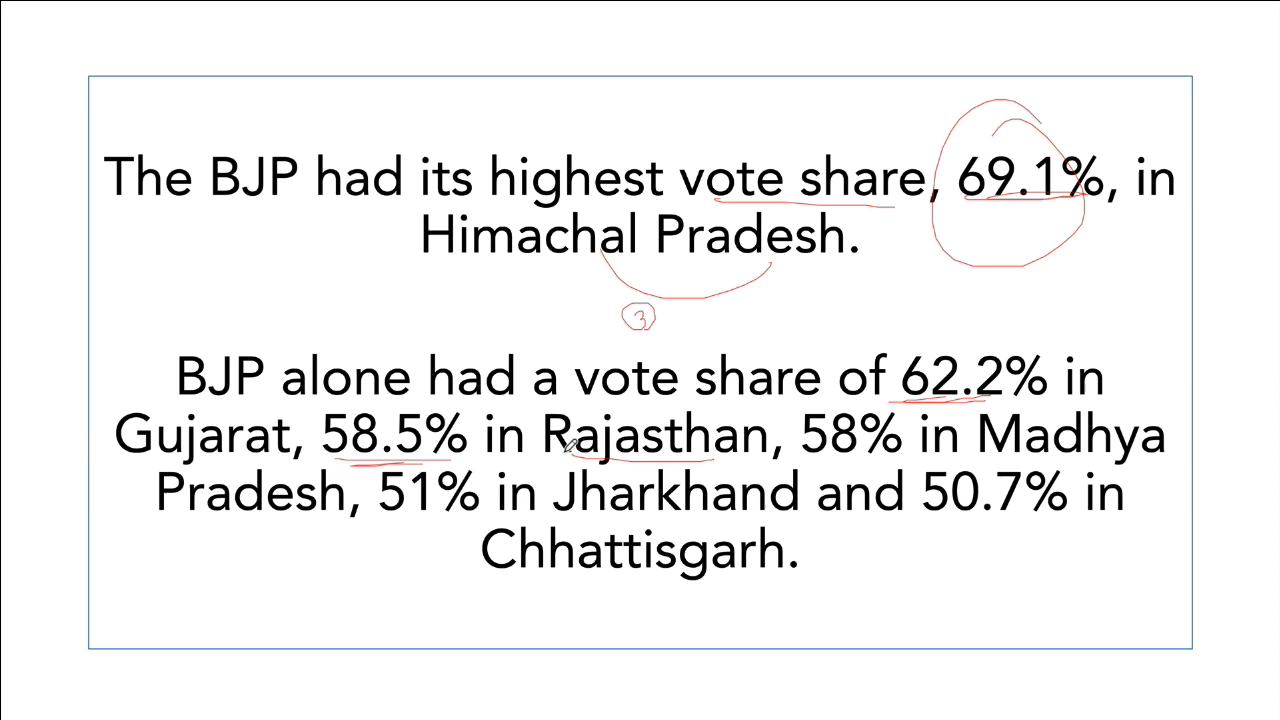 The BJP had its highest vote share, 69.1%, in
Himachal Pradesh.
3
BJP alone had a vote share of 62.2% in
Gujarat, 58.5% in Rajasthan, 58% in Madhya
Pradesh, 51% in Jharkhand and 50.7% in
Chhattisgarh.